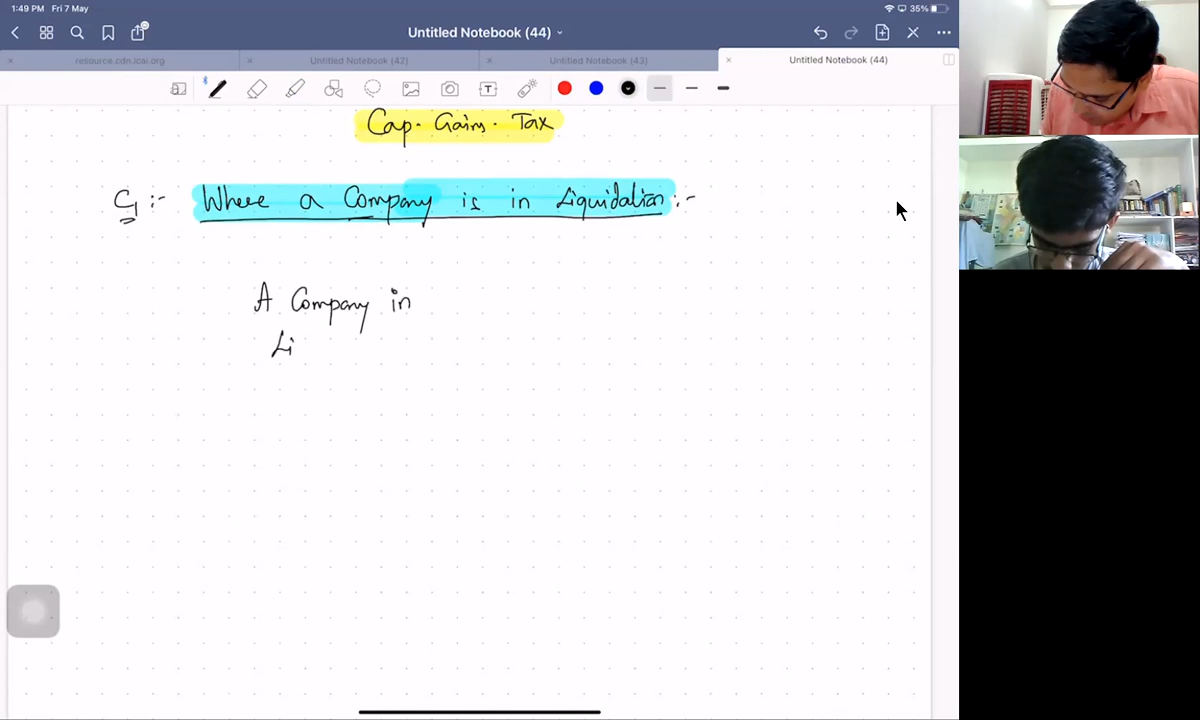 1:49 PM Fri 7 May
35%
Untitled Notebook (44)
resource.cdn.icai.org
Untitled Notebook (42)
Untitled Notebook (43)
Untitled Notebook (44)
Cap. Gains. Tax
C1 :- Where a Company is in Liquidation :-
A Company in
Li